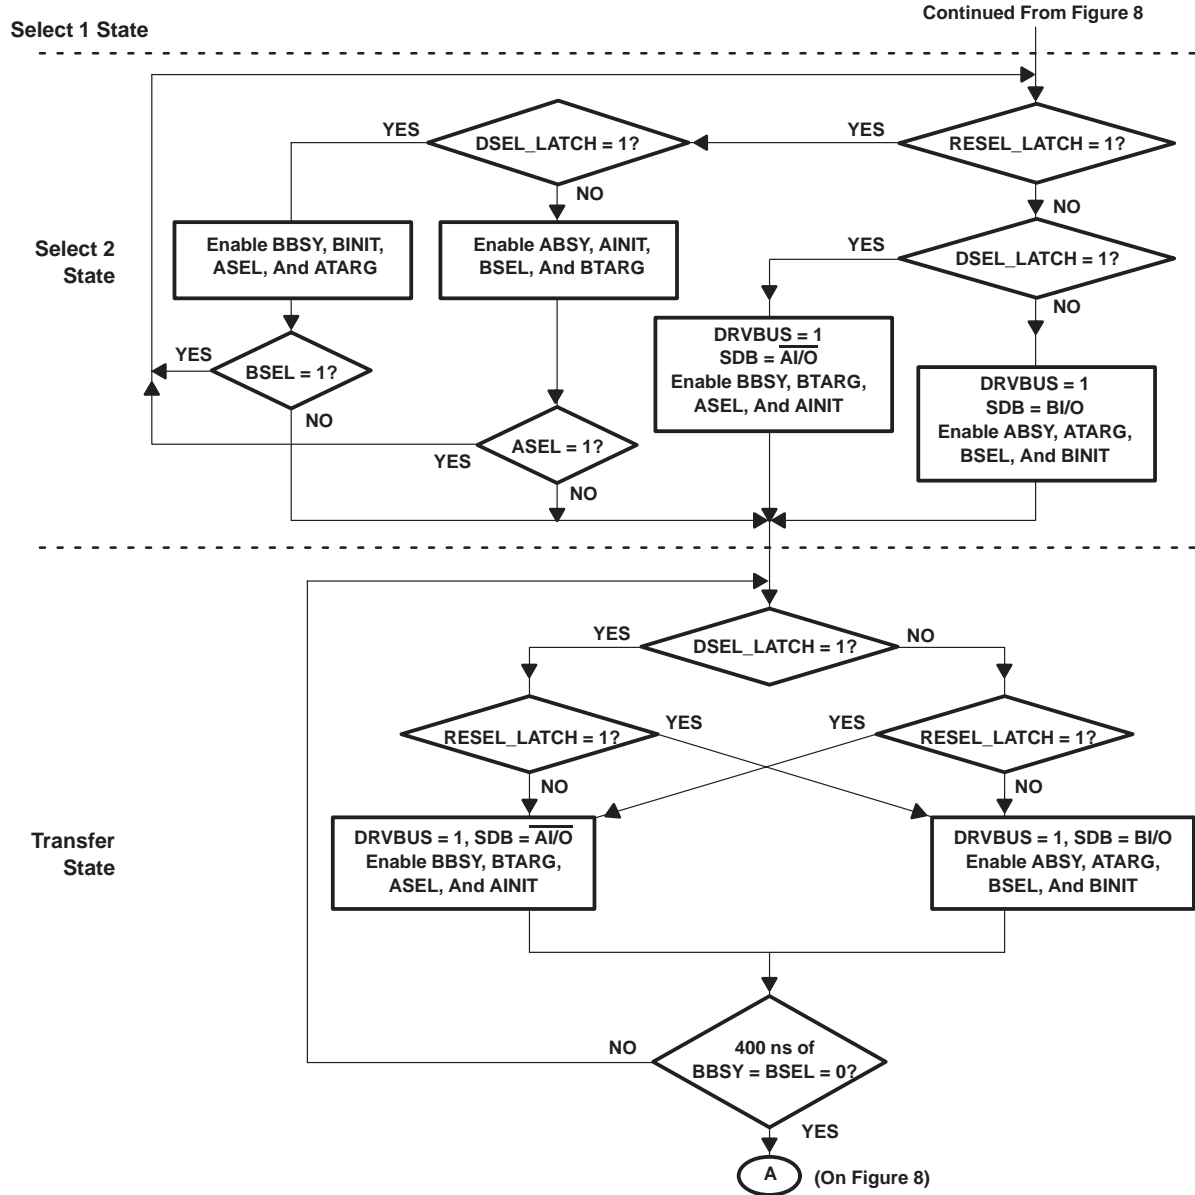 Continued From Figure 8
Select 1 State
YES
DSEL_LATCH = 1?
YES
RESEL_LATCH = 1?
NO
NO
Select 2
State
Enable BBSY, BINIT,
ASEL, And ATARG
Enable ABSY, AINIT,
BSEL, And BTARG
YES
DSEL_LATCH = 1?
NO
DRVBUS = 1
SDB = A̅I̅/̅O̅
Enable BBSY, BTARG,
ASEL, And AINIT
YES
BSEL = 1?
NO
DRVBUS = 1
SDB = BI/O
Enable ABSY, ATARG,
BSEL, And BINIT
YES
ASEL = 1?
NO
YES
DSEL_LATCH = 1?
NO
RESEL_LATCH = 1?
YES
YES
RESEL_LATCH = 1?
NO
NO
Transfer
State
DRVBUS = 1, SDB = A̅I̅/̅O̅
Enable BBSY, BTARG,
ASEL, And AINIT
DRVBUS = 1, SDB = BI/O
Enable ABSY, ATARG,
BSEL, And BINIT
NO
400 ns of
BBSY = BSEL = 0?
YES
A
(On Figure 8)